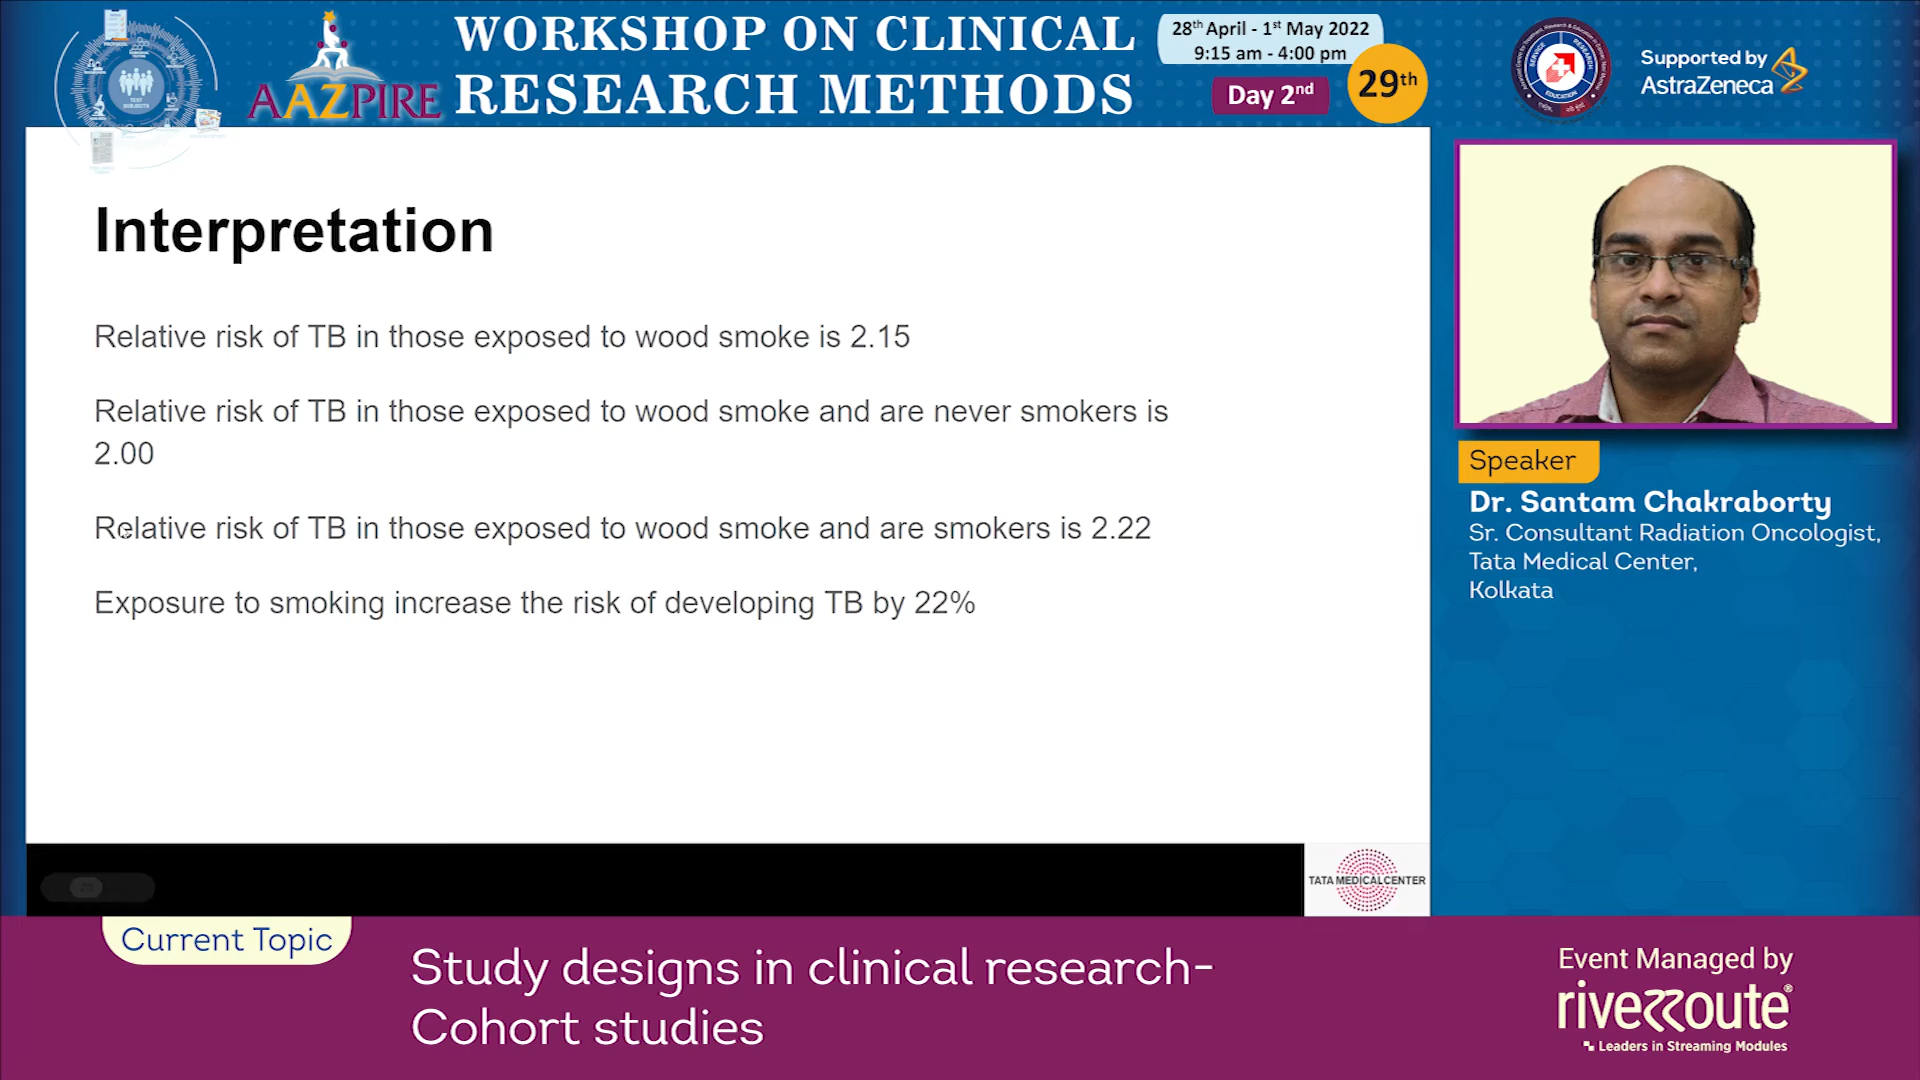 AAZPIRE
WORKSHOP ON CLINICAL
RESEARCH METHODS
28th April - 1st May 2022
9:15 am - 4:00 pm
Day 2nd
29th
Supported by
AstraZeneca
TEST
SUBJECTS
SERVICE
RESEARCH
EDUCATION
Interpretation
Relative risk of TB in those exposed to wood smoke is 2.15
Relative risk of TB in those exposed to wood smoke and are never smokers is
2.00
Relative risk of TB in those exposed to wood smoke and are smokers is 2.22
Exposure to smoking increase the risk of developing TB by 22%
Speaker
Dr. Santam Chakraborty
Sr. Consultant Radiation Oncologist,
Tata Medical Center,
Kolkata
TATA MEDICAL CENTER
Current Topic
Study designs in clinical research-
Cohort studies
Event Managed by
riverroute
Leaders in Streaming Modules